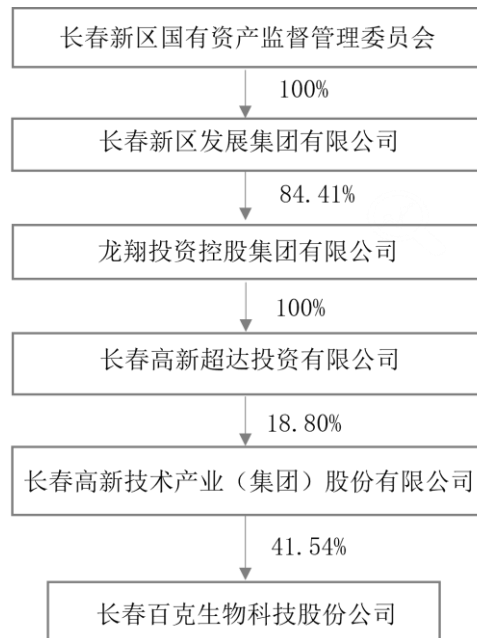 长春新区国有资产监督管理委员会
100%
长春新区发展集团有限公司
84.41%
龙翔投资控股集团有限公司
100%
长春高新超达投资有限公司
18.80%
长春高新技术产业（集团）股份有限公司
41.54%
长春百克生物科技股份公司